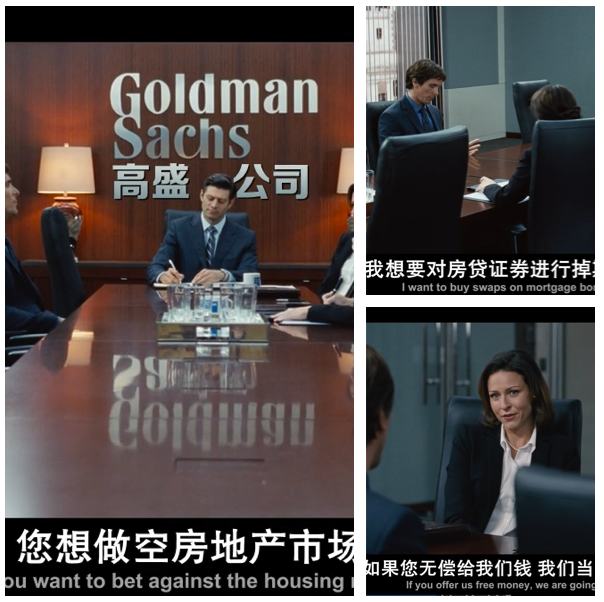 Goldman
Sachs
高盛 公司
您想做空房地产市场
ou want to bet against the housing
我想要对房贷证券进行掉
I want to buy swaps on mortgage bo
如果您无偿给我们钱 我们当
If you offer us free money, we are going